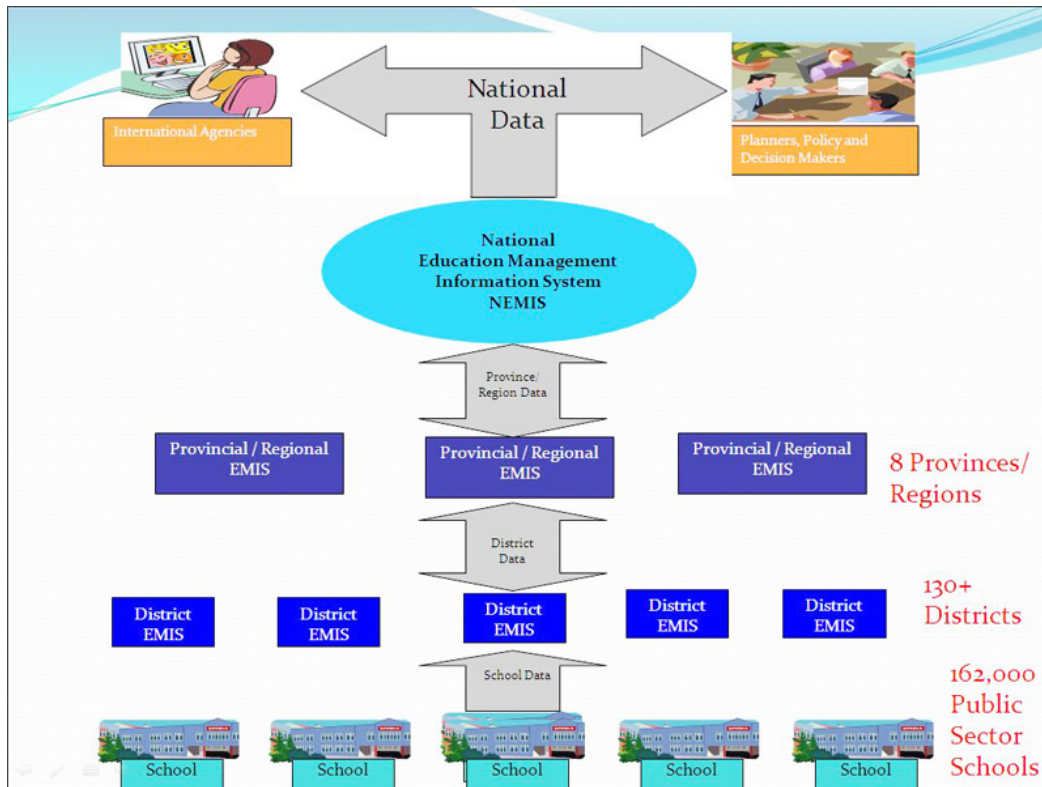 National
Data
International Agencies
Planners, Policy and
Decision Makers
National
Education Management
Information System
NEMIS
Province/
Region Data
Provincial / Regional
EMIS
Provincial / Regional
EMIS
Provincial / Regional
EMIS
8 Provinces/
Regions
District
Data
District
EMIS
District
EMIS
District
EMIS
District
EMIS
District
EMIS
130+
Districts
School Data
162,000
Public
Sector
Schools
School
School
School
School
School